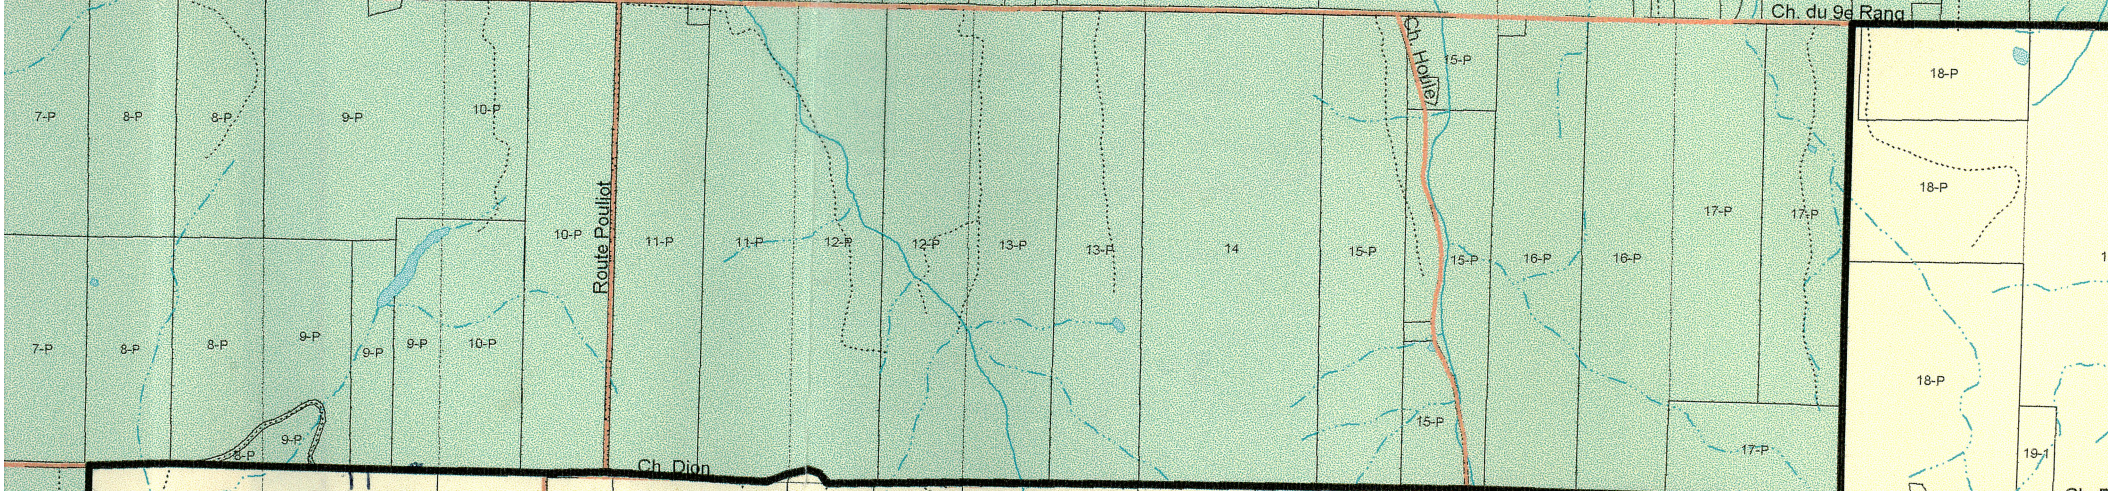 Ch. du 9e Rang
Ch. Houle
15-P
18-P
7-P
8-P
8-P
9-P
10-P
18-P
Route Pouliot
10-P
11-P
11-P
12-P
12-P
13-P
13-P
14
15-P
15-P
16-P
16-P
17-P
17-P
7-P
8-P
8-P
9-P
9-P
9-P
10-P
18-P
9-P
8-P
15-P
17-P
19-1
Ch. Dion